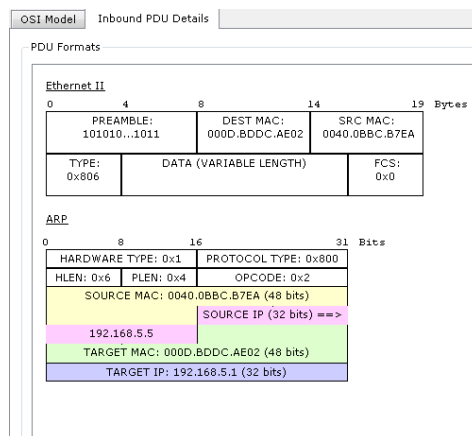 OSI Model Inbound PDU Details
PDU Formats
Ethernet II
0 4 8 14 19 Bytes
PREAMBLE: DEST MAC: SRC MAC:
101010...1011 000D.BDDC.AE02 0040.0BBC.B7EA
TYPE: DATA (VARIABLE LENGTH) FCS:
0x806 0x0
ARP
0 8 16 31 Bits
HARDWARE TYPE: 0x1 PROTOCOL TYPE: 0x800
HLEN: 0x6 PLEN: 0x4 OPCODE: 0x2
SOURCE MAC: 0040.0BBC.B7EA (48 bits)
SOURCE IP (32 bits) ==>
192.168.5.5
TARGET MAC: 000D.BDDC.AE02 (48 bits)
TARGET IP: 192.168.5.1 (32 bits)